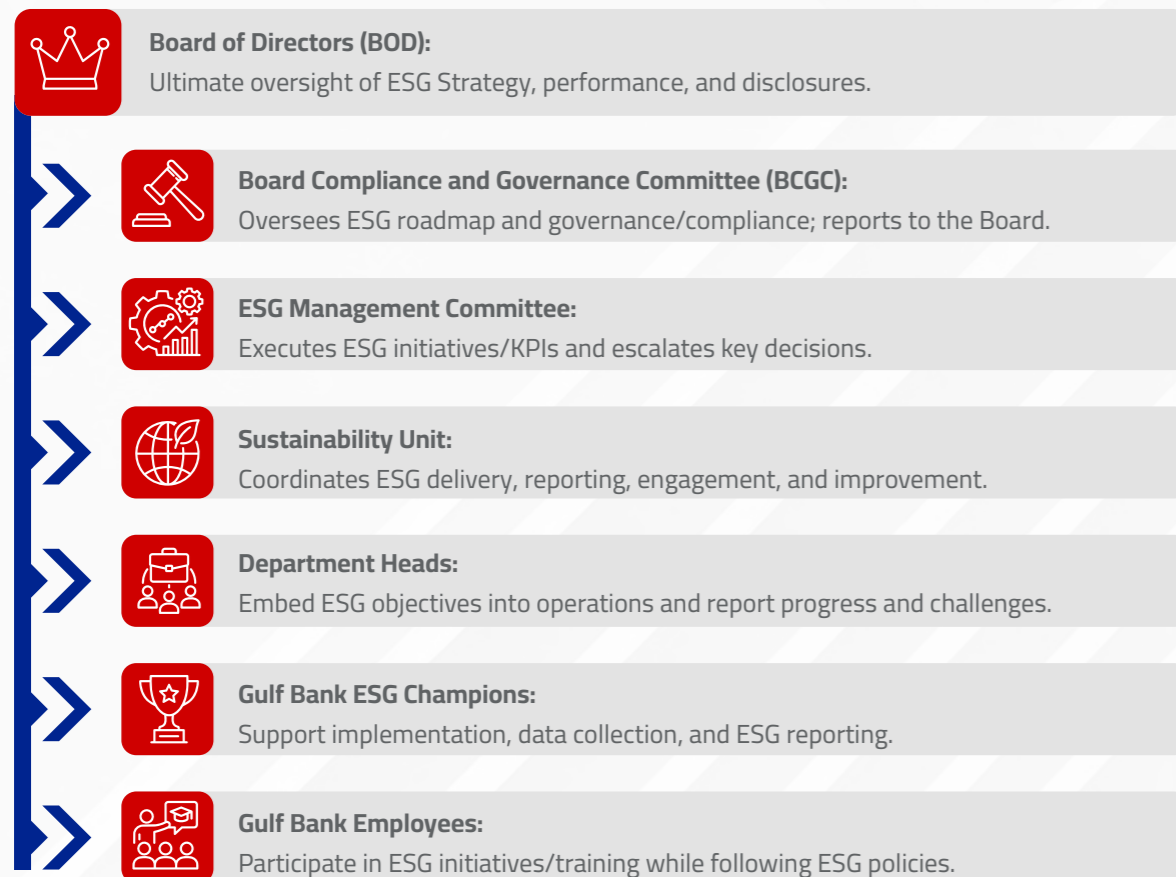 Board of Directors (BOD):
Ultimate oversight of ESG Strategy, performance, and disclosures.
Board Compliance and Governance Committee (BCGC):
Oversees ESG roadmap and governance/compliance; reports to the Board.
ESG Management Committee:
Executes ESG initiatives/KPIs and escalates key decisions.
Sustainability Unit:
Coordinates ESG delivery, reporting, engagement, and improvement.
Department Heads:
Embed ESG objectives into operations and report progress and challenges.
Gulf Bank ESG Champions:
Support implementation, data collection, and ESG reporting.
Gulf Bank Employees:
Participate in ESG initiatives/training while following ESG policies.